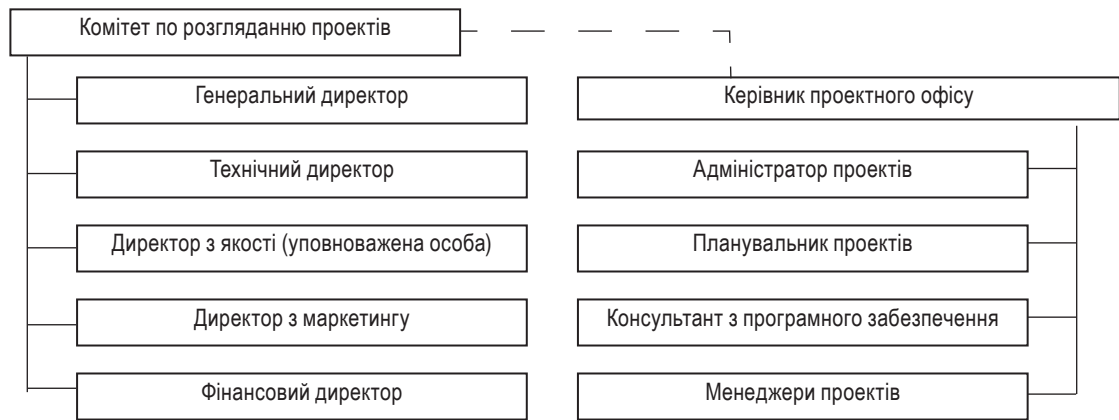 Комітет по розгляданню проектів
Генеральний директор
Технічний директор
Директор з якості (уповноважена особа)
Директор з маркетингу
Фінансовий директор
Керівник проектного офісу
Адміністратор проектів
Планувальник проектів
Консультант з програмного забезпечення
Менеджери проектів